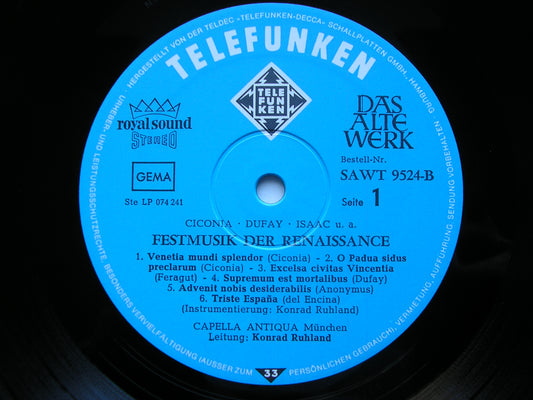 HERGESTELLT VON DER TELDEC »TELEFUNKEN-DECCA« SCHALLPLATTEN GMBH., HAMBURG
TELEFUNKEN
TELE
FUN
KEN
royal sound
STEREO
DAS
ALTE
WERK
Bestell-Nr.
SAWT 9524-B
GEMA
Ste LP 074 241
Seite 1
CICONIA · DUFAY · ISAAC u. a.
FESTMUSIK DER RENAISSANCE
1. Venetia mundi splendor (Ciconia) - 2. O Padua sidus
preclarum (Ciconia) - 3. Excelsa civitas Vincentia
(Feragut) - 4. Supremum est mortalibus (Dufay)
5. Advenit nobis desiderabilis (Anonymus)
6. Triste España (del Encina)
(Instrumentierung: Konrad Ruhland)
CAPELLA ANTIQUA München
Leitung: Konrad Ruhland
33
URHEBER- UND LEISTUNGSSCHUTZRECHTE, BESONDERS VERVIELFÄLTIGUNG (AUSSER ZUM PERSÖNLICHEN GEBRAUCH), VERMIETUNG, AUFFÜHRUNG, SENDUNG VORBEHALTEN